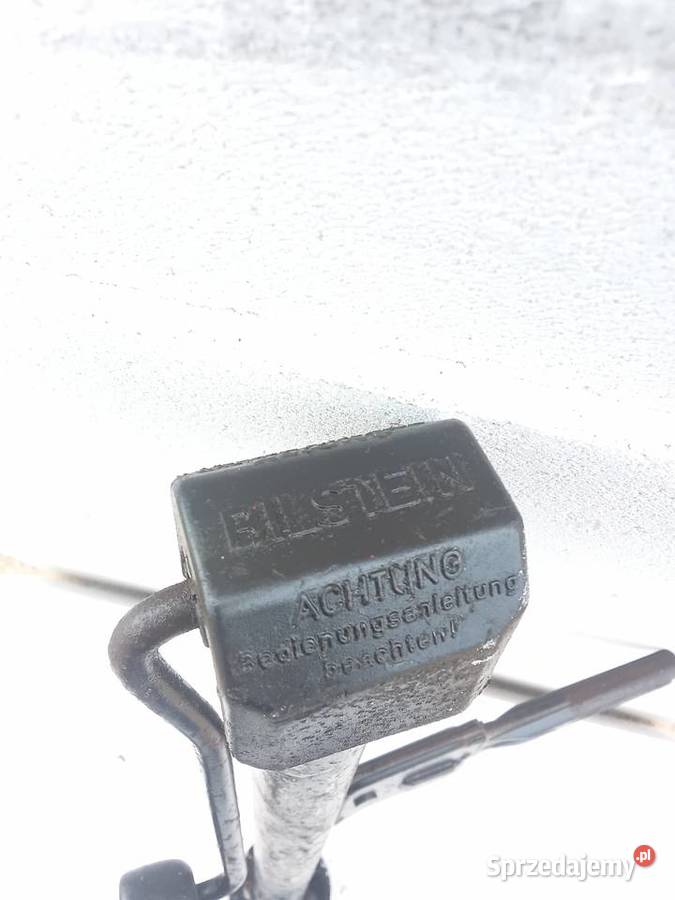 BILSTEIN
ACHTUNG
Bedienungsanleitung
beachten!
Sprzedajemy.pl